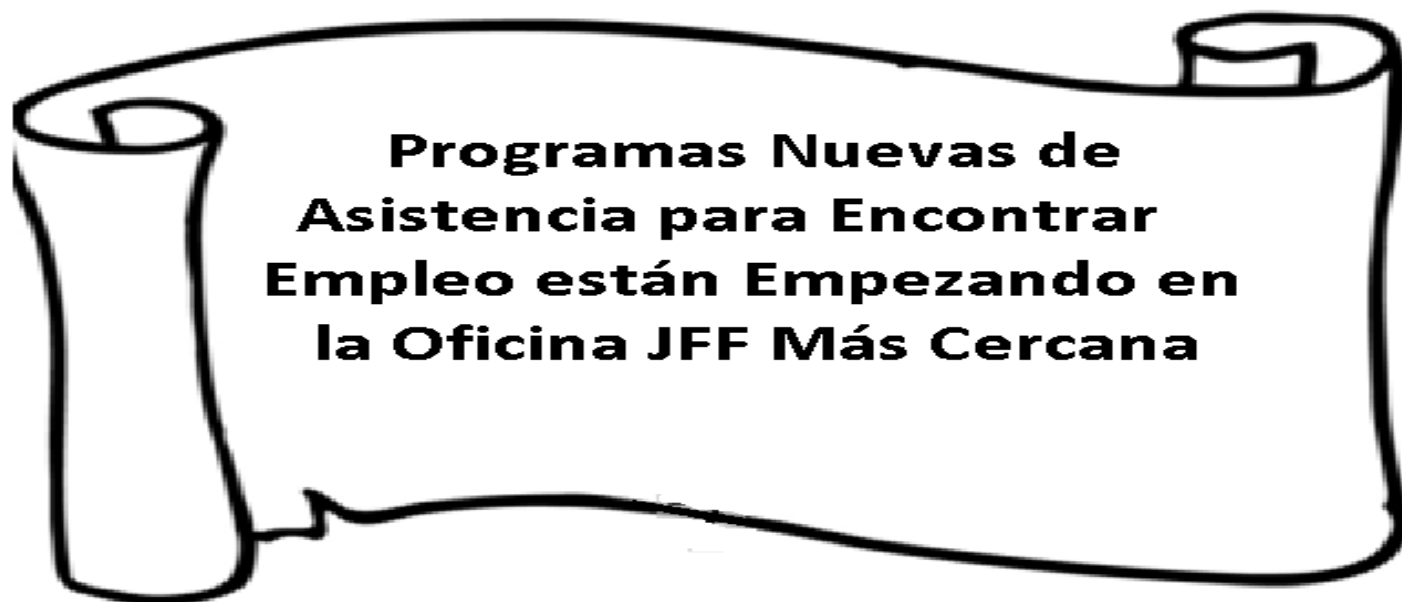 Programas Nuevas de
Asistencia para Encontrar
Empleo están Empezando en
la Oficina JFF Más Cercana